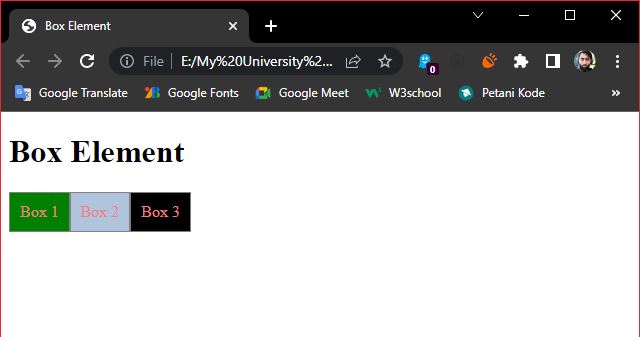 Box Element
File E:/My%20University%2...
0
Google Translate Google Fonts Google Meet W3school Petani Kode »
Box Element
Box 1 Box 2 Box 3